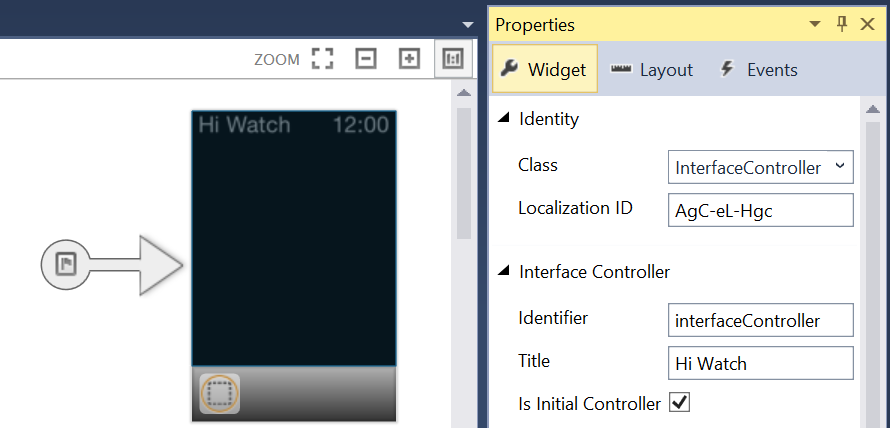 ZOOM
Hi Watch 12:00
Properties
Widget Layout Events
Identity
Class InterfaceController
Localization ID AgC-eL-Hgc
Interface Controller
Identifier interfaceController
Title Hi Watch
Is Initial Controller